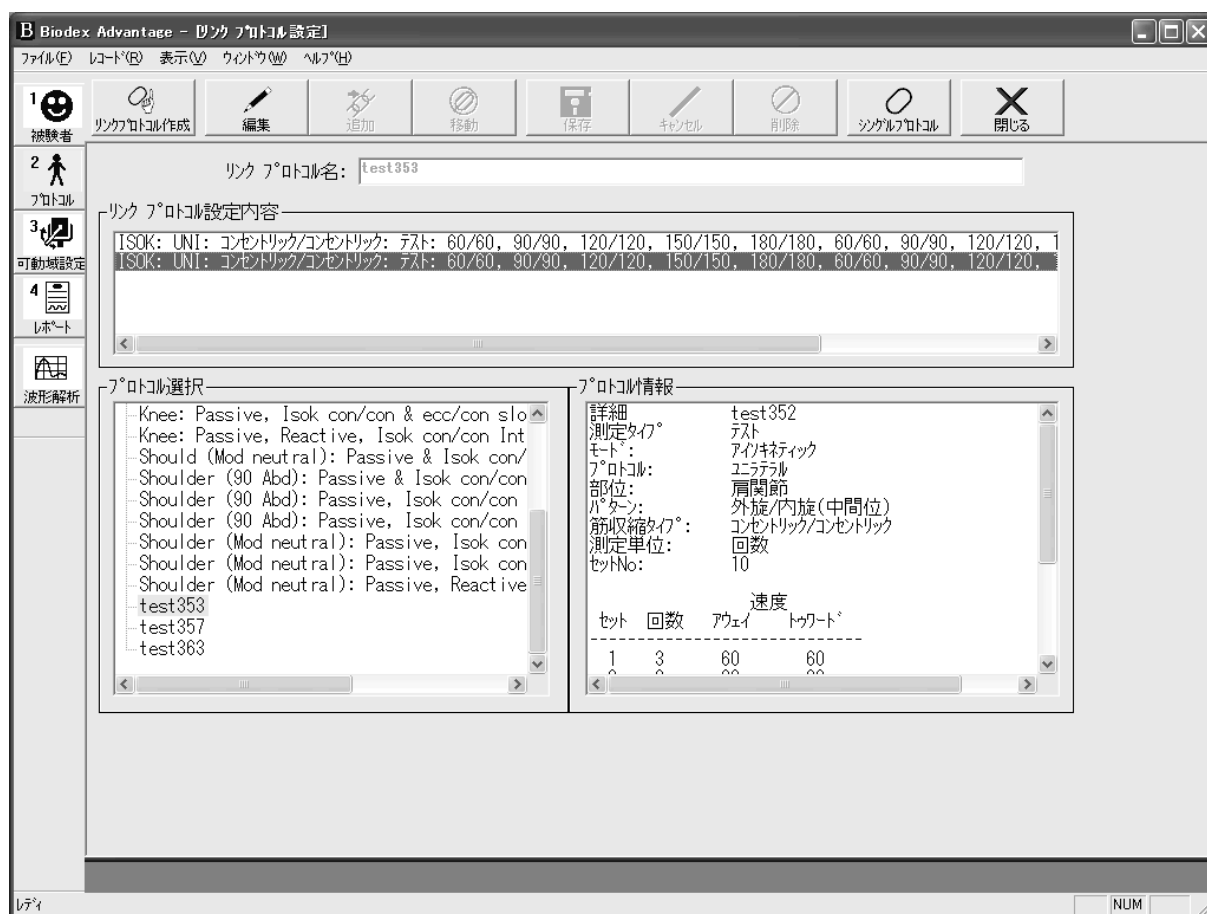 B Biodex Advantage - [リンク プロトコル 設定]
ファイル(F) レコード(R) 表示(V) ウィンドウ(W) ヘルプ(H)
1 被験者
リンクプロトコル作成 編集 追加 移動 保存 キャンセル 削除 シングルプロトコル 閉じる
2 プロトコル
3 可動域設定
4 レポート
波形解析
リンク プロトコル名: test353
リンク プロトコル設定内容
ISOK: UNI: コンセントリック/コンセントリック: テスト: 60/60, 90/90, 120/120, 150/150, 180/180, 60/60, 90/90, 120/120, 1
ISOK: UNI: コンセントリック/コンセントリック: テスト: 60/60, 90/90, 120/120, 150/150, 180/180, 60/60, 90/90, 120/120,
プロトコル選択
Knee: Passive, Isok con/con & ecc/con slo
Knee: Passive, Reactive, Isok con/con Int
Should (Mod neutral): Passive & Isok con/
Shoulder (90 Abd): Passive & Isok con/con
Shoulder (90 Abd): Passive, Isok con/con
Shoulder (90 Abd): Passive, Isok con/con
Shoulder (Mod neutral): Passive, Isok con
Shoulder (Mod neutral): Passive, Isok con
Shoulder (Mod neutral): Passive, Reactive
test353
test357
test363
プロトコル情報
詳細 test352
測定タイプ テスト
モード: アイソキネティック
プロトコル: ユニラテラル
部位: 肩関節
パターン: 外旋/内旋(中間位)
筋収縮タイプ: コンセントリック/コンセントリック
測定単位: 回数
セットNo: 10
速度
セット 回数 アウェイ トゥワード
------------------------------
1 3 60 60
レディ NUM